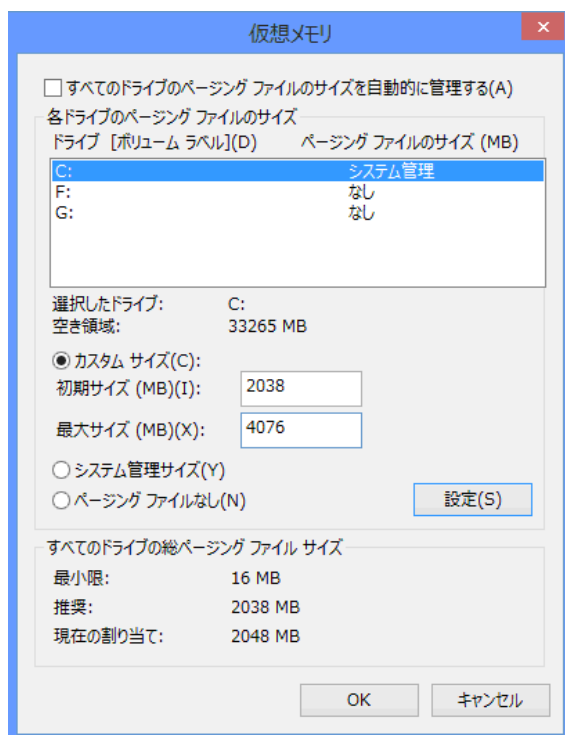 仮想メモリ
すべてのドライブのページング ファイルのサイズを自動的に管理する(A)
各ドライブのページング ファイルのサイズ
ドライブ [ボリューム ラベル](D) ページング ファイルのサイズ (MB)
C: システム管理
F: なし
G: なし
選択したドライブ: C:
空き領域: 33265 MB
カスタム サイズ(C):
初期サイズ (MB)(I): 2038
最大サイズ (MB)(X): 4076
システム管理サイズ(Y)
ページング ファイルなし(N) 設定(S)
すべてのドライブの総ページング ファイル サイズ
最小限: 16 MB
推奨: 2038 MB
現在の割り当て: 2048 MB
OK キャンセル